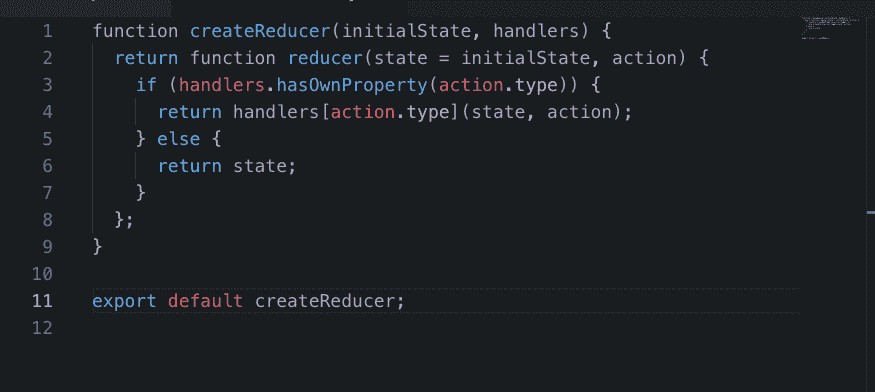 1 function createReducer(initialState, handlers) {
2   return function reducer(state = initialState, action) {
3     if (handlers.hasOwnProperty(action.type)) {
4       return handlers[action.type](state, action);
5     } else {
6       return state;
7     }
8   };
9 }
10
11 export default createReducer;
12